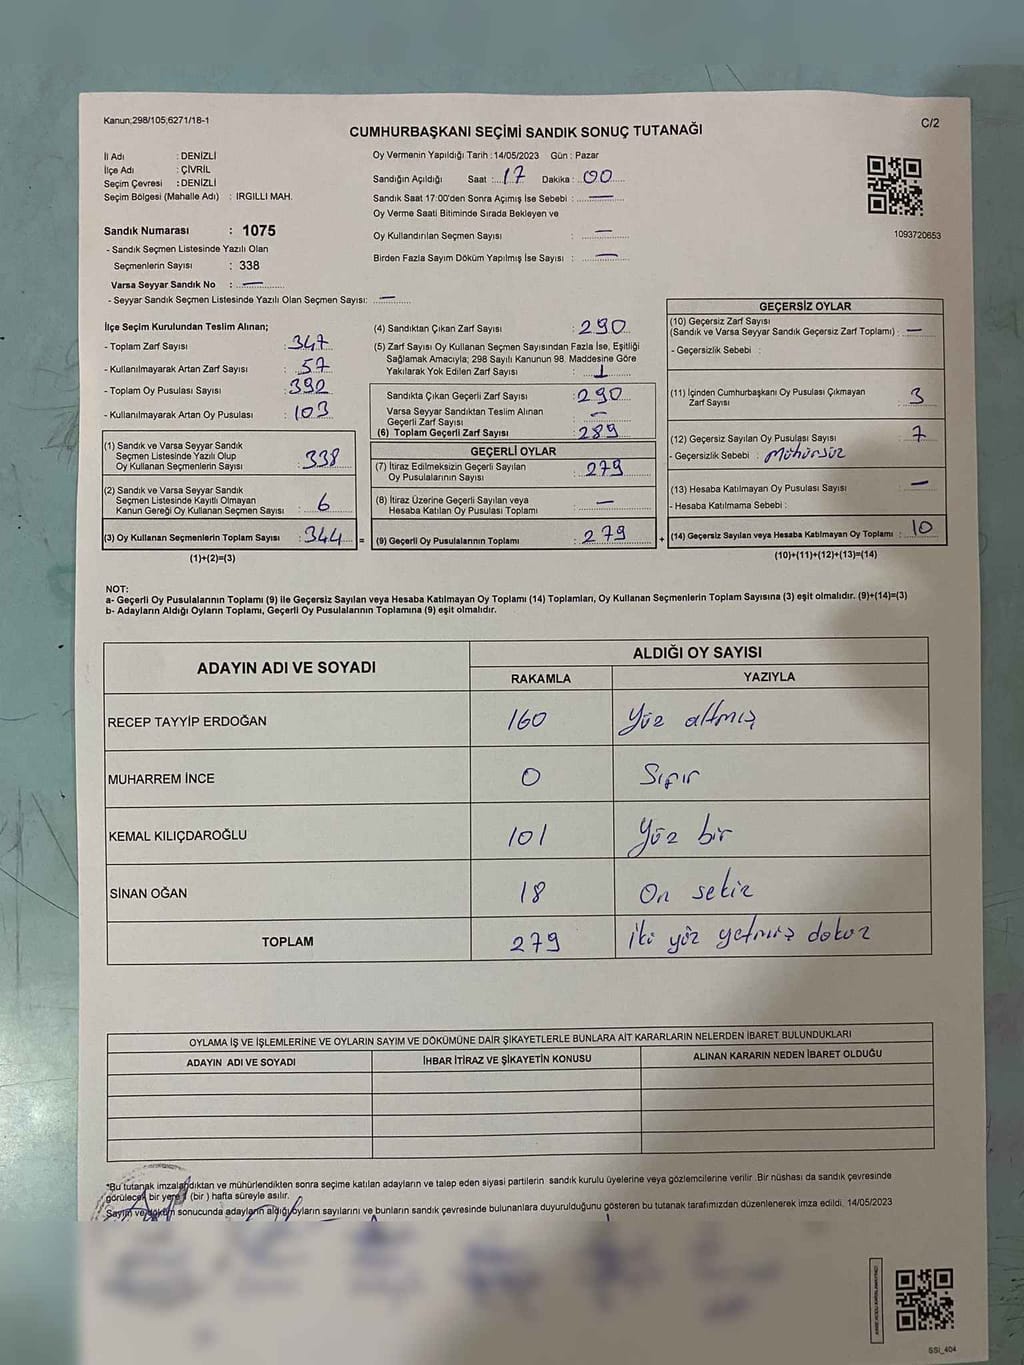 Kanun:298/105,6271/18-1
C/2
CUMHURBAŞKANI SEÇİMİ SANDIK SONUÇ TUTANAĞI
İl Adı : DENİZLİ
İlçe Adı : ÇİVRİL
Seçim Çevresi : DENİZLİ
Seçim Bölgesi (Mahalle Adı) : IRGILLI MAH.
Oy Vermenin Yapıldığı Tarih : 14/05/2023 Gün : Pazar
Sandığın Açıldığı Saat : 17 Dakika : 00
Sandık Saat 17:00'den Sonra Açımış İse Sebebi : —
Oy Verme Saati Bitiminde Sırada Bekleyen ve
Oy Kullandırılan Seçmen Sayısı : —
Birden Fazla Sayım Döküm Yapılmış İse Sayısı : —
1093720653
Sandık Numarası : 1075
- Sandık Seçmen Listesinde Yazılı Olan
Seçmenlerin Sayısı : 338
Varsa Seyyar Sandık No : —
- Seyyar Sandık Seçmen Listesinde Yazılı Olan Seçmen Sayısı: —
İlçe Seçim Kurulundan Teslim Alınan;
- Toplam Zarf Sayısı : 347
- Kullanılmayarak Artan Zarf Sayısı : 57
- Toplam Oy Pusulası Sayısı : 392
- Kullanılmayarak Artan Oy Pusulası : 103
(1) Sandık ve Varsa Seyyar Sandık
Seçmen Listesinde Yazılı Olup
Oy Kullanan Seçmenlerin Sayısı : 338
(2) Sandık ve Varsa Seyyar Sandık
Seçmen Listesinde Kayıtlı Olmayan
Kanun Gereği Oy Kullanan Seçmen Sayısı : 6
(3) Oy Kullanan Seçmenlerin Toplam Sayısı : 344 =
(1)+(2)=(3)
(4) Sandıktan Çıkan Zarf Sayısı : 290
(5) Zarf Sayısı Oy Kullanan Seçmen Sayısından Fazla İse, Eşitliği
Sağlamak Amacıyla; 298 Sayılı Kanunun 98. Maddesine Göre
Yakılarak Yok Edilen Zarf Sayısı : 1
Sandıkta Çıkan Geçerli Zarf Sayısı : 290
Varsa Seyyar Sandıktan Teslim Alınan
Geçerli Zarf Sayısı : —
(6) Toplam Geçerli Zarf Sayısı : 289
GEÇERLİ OYLAR
(7) İtiraz Edilmeksizin Geçerli Sayılan
Oy Pusulalarının Sayısı : 279
(8) İtiraz Üzerine Geçerli Sayılan veya
Hesaba Katılan Oy Pusulası Toplamı : —
(9) Geçerli Oy Pusulalarının Toplamı : 279 +
GEÇERSİZ OYLAR
(10) Geçersiz Zarf Sayısı
(Sandık ve Varsa Seyyar Sandık Geçersiz Zarf Toplamı) : —
- Geçersizlik Sebebi :
(11) İçinden Cumhurbaşkanı Oy Pusulası Çıkmayan
Zarf Sayısı : 3
(12) Geçersiz Sayılan Oy Pusulası Sayısı : 7
- Geçersizlik Sebebi : Mühürsüz
(13) Hesaba Katılmayan Oy Pusulası Sayısı : —
- Hesaba Katılmama Sebebi :
(14) Geçersiz Sayılan veya Hesaba Katılmayan Oy Toplamı : 10
(10)+(11)+(12)+(13)=(14)
NOT:
a- Geçerli Oy Pusulalarının Toplamı (9) ile Geçersiz Sayılan veya Hesaba Katılmayan Oy Toplamı (14) Toplamları, Oy Kullanan Seçmenlerin Toplam Sayısına (3) eşit olmalıdır. (9)+(14)=(3)
b- Adayların Aldığı Oyların Toplamı, Geçerli Oy Pusulalarının Toplamına (9) eşit olmalıdır.
ADAYIN ADI VE SOYADI
ALDIĞI OY SAYISI
RAKAMLA YAZIYLA
RECEP TAYYİP ERDOĞAN 160 Yüz altmış
MUHARREM İNCE 0 Sıfır
KEMAL KILIÇDAROĞLU 101 Yüz bir
SİNAN OĞAN 18 On sekiz
TOPLAM 279 İki yüz yetmiş dokuz
OYLAMA İŞ VE İŞLEMLERİNE VE OYLARIN SAYIM VE DÖKÜMÜNE DAİR ŞİKAYETLERLE BUNLARA AİT KARARLARIN NELERDEN İBARET BULUNDUKLARI
ADAYIN ADI VE SOYADI İHBAR İTİRAZ VE ŞİKAYETİN KONUSU ALINAN KARARIN NEDEN İBARET OLDUĞU
*Bu tutanak imzalandıktan ve mühürlendikten sonra seçime katılan adayların ve talep eden siyasi partilerin sandık kurulu üyelerine veya gözlemcilerine verilir. Bir nüshası da sandık çevresinde
görülecek bir yere 1 (bir ) hafta süreyle asılır.
Sayım ve döküm sonucunda adayların aldığı oyların sayılarını ve bunların sandık çevresinde bulunanlara duyurulduğunu gösteren bu tutanak tarafımızdan düzenlenerek imza edildi. 14/05/2023
SSİ_404